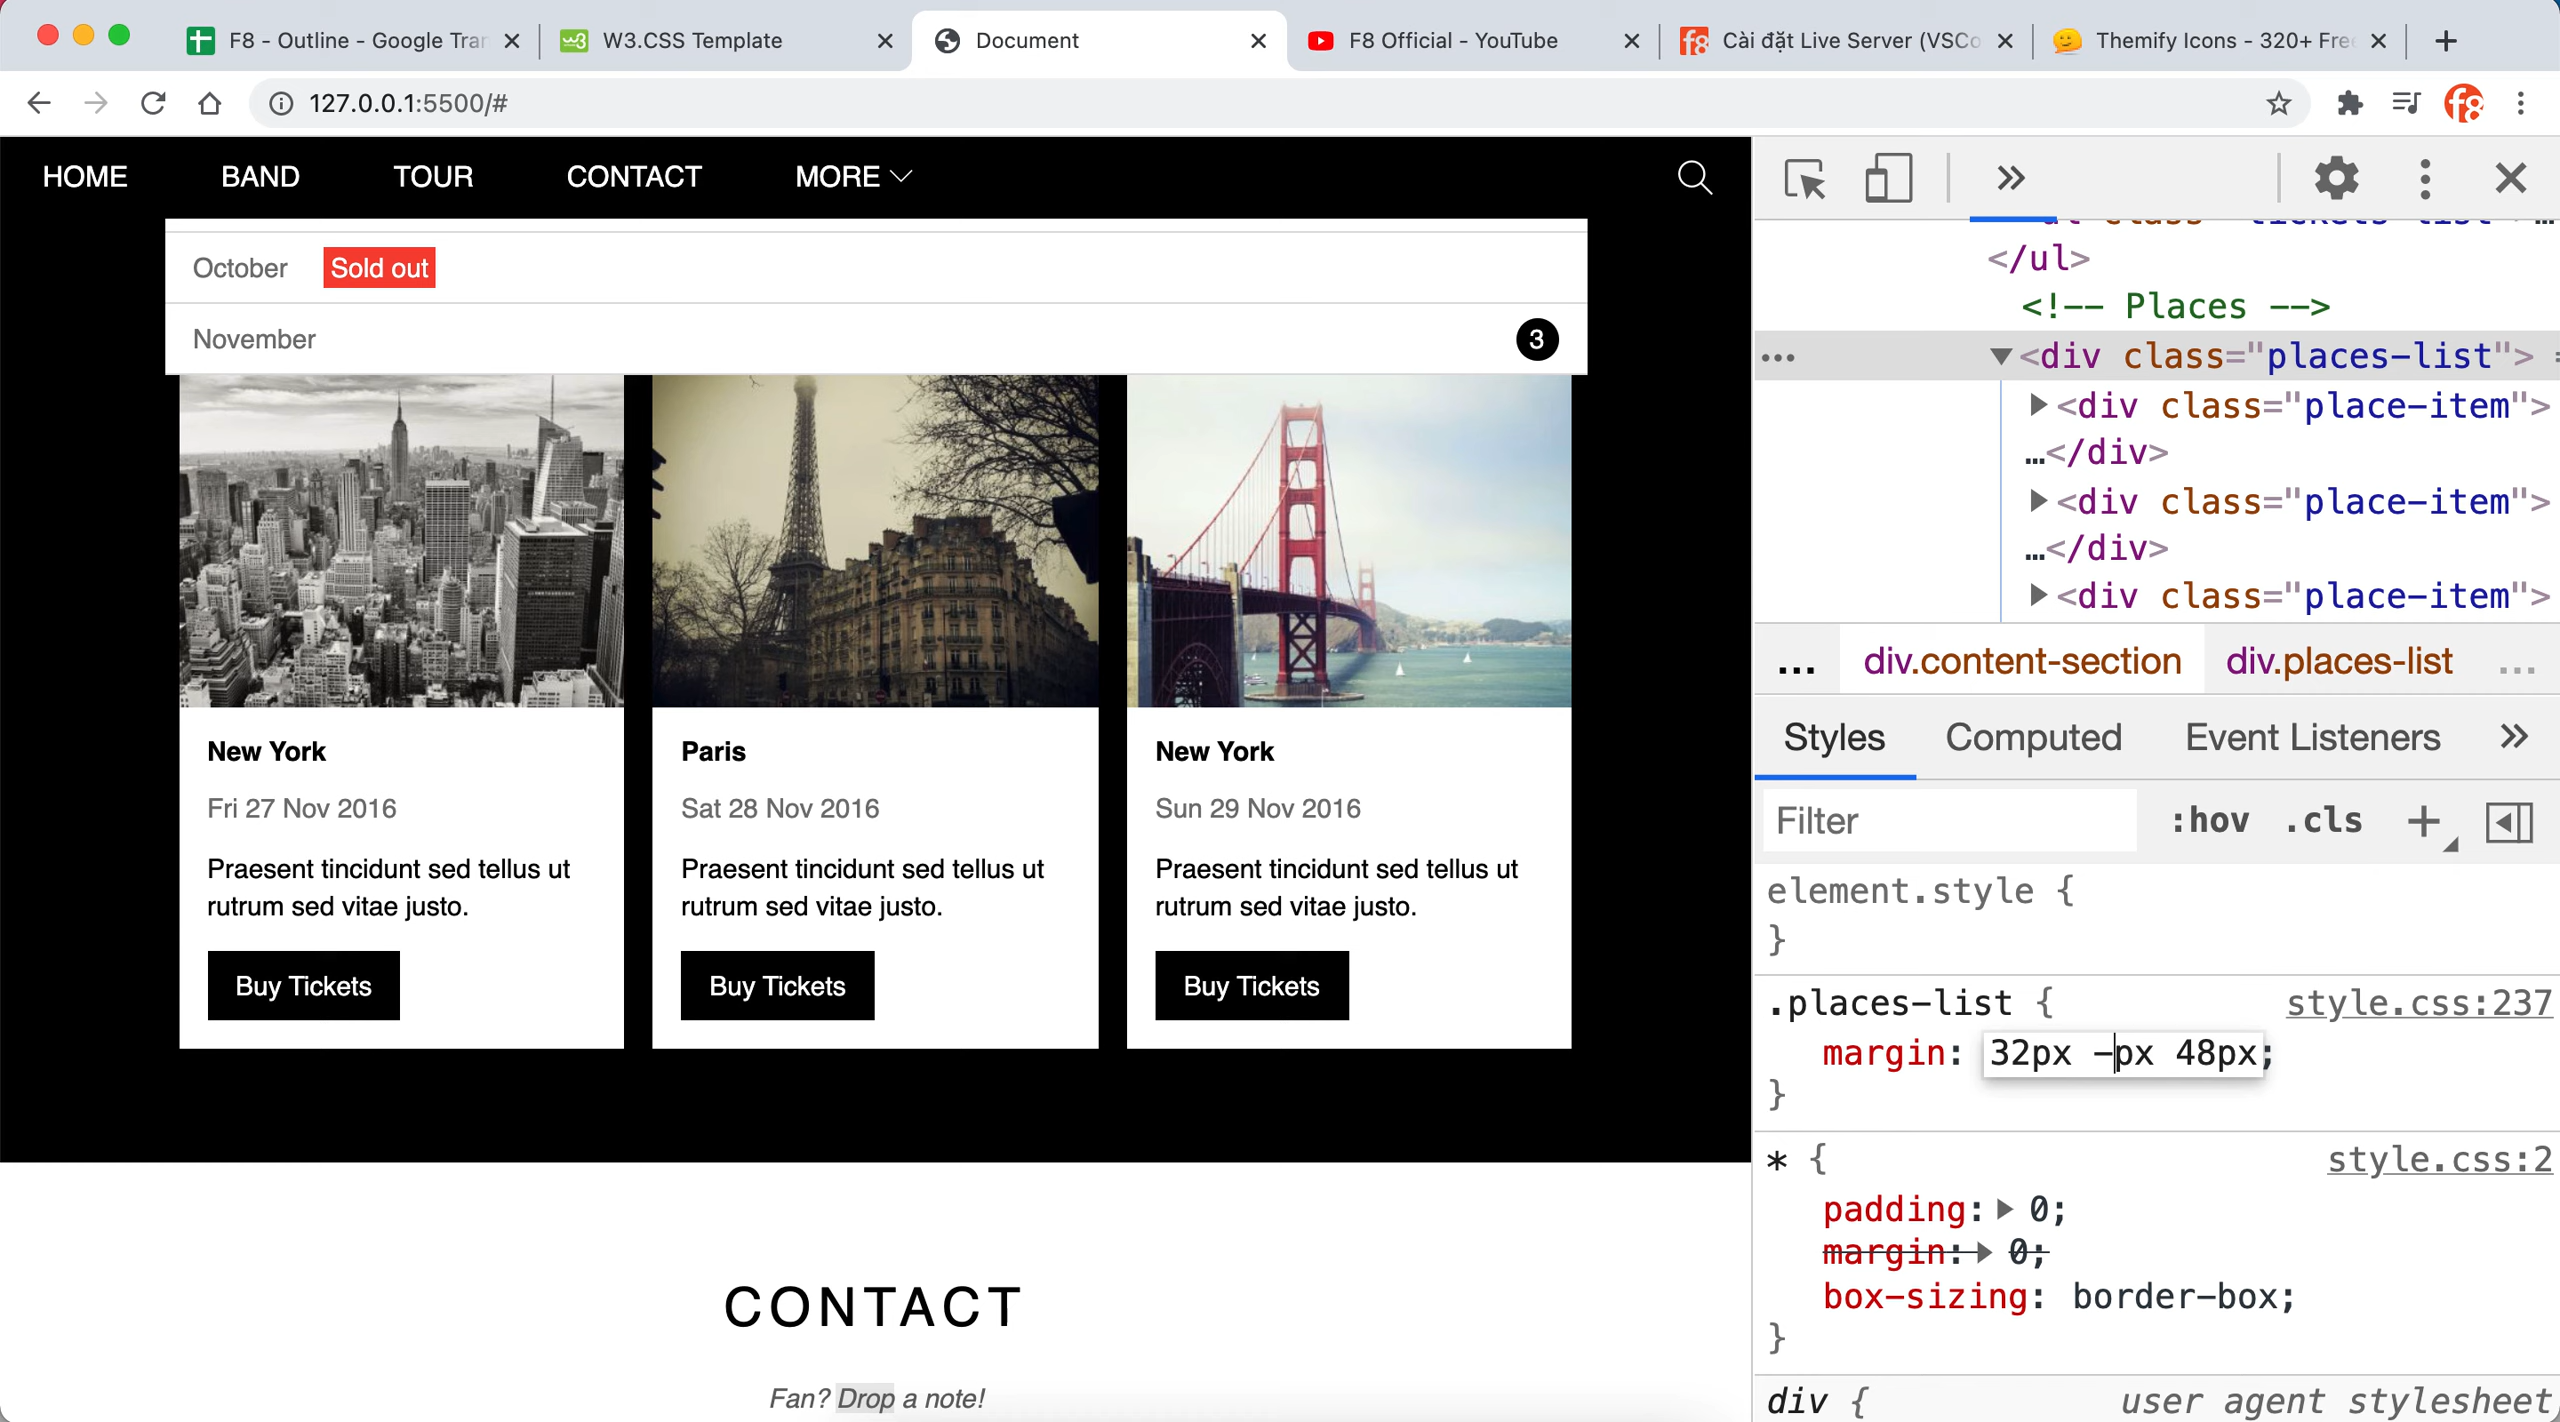 F8 - Outline - Google Tran
W3.CSS Template
Document
F8 Official - YouTube
Cài đặt Live Server (VSCo
Themify Icons - 320+ Free
127.0.0.1:5500/#
HOME
BAND
TOUR
CONTACT
MORE
October
Sold out
November
3
New York
Fri 27 Nov 2016
Praesent tincidunt sed tellus ut
rutrum sed vitae justo.
Buy Tickets
Paris
Sat 28 Nov 2016
Praesent tincidunt sed tellus ut
rutrum sed vitae justo.
Buy Tickets
New York
Sun 29 Nov 2016
Praesent tincidunt sed tellus ut
rutrum sed vitae justo.
Buy Tickets
CONTACT
Fan? Drop a note!
</ul>
<!-- Places -->
<div class="places-list"> =
<div class="place-item">
…</div>
<div class="place-item">
…</div>
<div class="place-item">
... div.content-section div.places-list ...
Styles Computed Event Listeners
Filter :hov .cls
element.style {
}
.places-list { style.css:237
margin: 32px -px 48px;
}
* { style.css:2
padding: 0;
margin: 0;
box-sizing: border-box;
}
div { user agent stylesheet